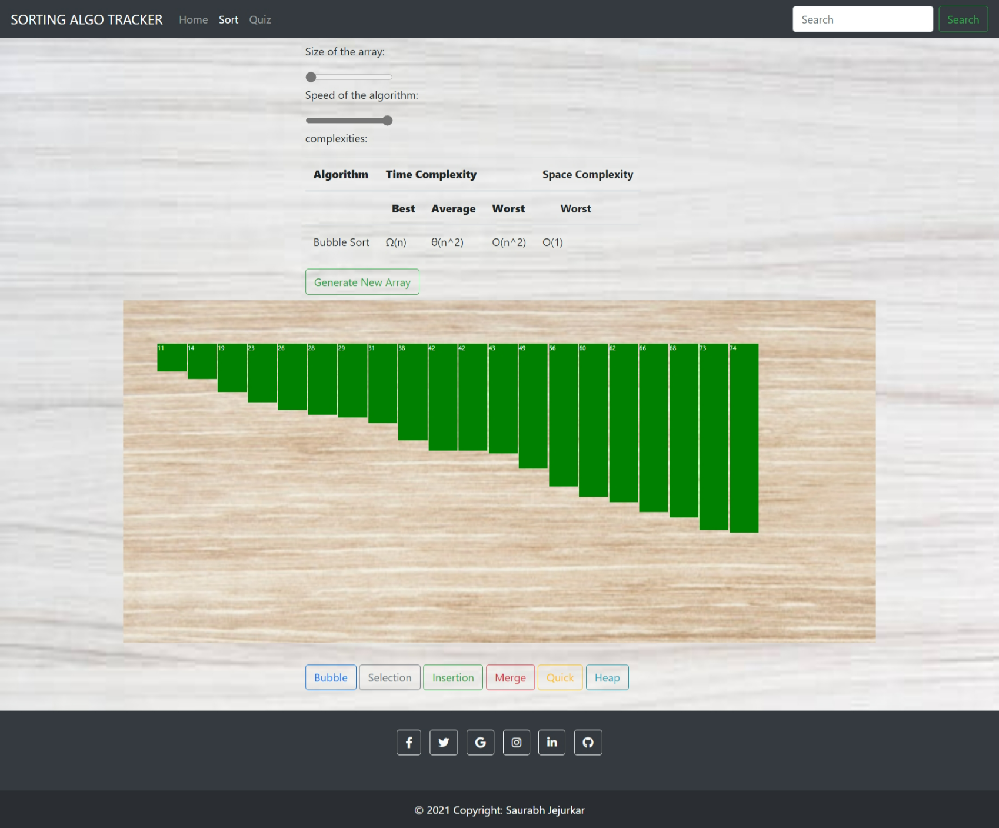 SORTING ALGO TRACKER Home Sort Quiz Search Search
Size of the array:
Speed of the algorithm:
complexities:
Algorithm Time Complexity Space Complexity
Best Average Worst Worst
Bubble Sort Ω(n) θ(n^2) O(n^2) O(1)
Generate New Array
11 14 19 23 26 28 29 31 38 42 42 43 49 56 60 62 66 68 73 74
Bubble Selection Insertion Merge Quick Heap
© 2021 Copyright: Saurabh Jejurkar